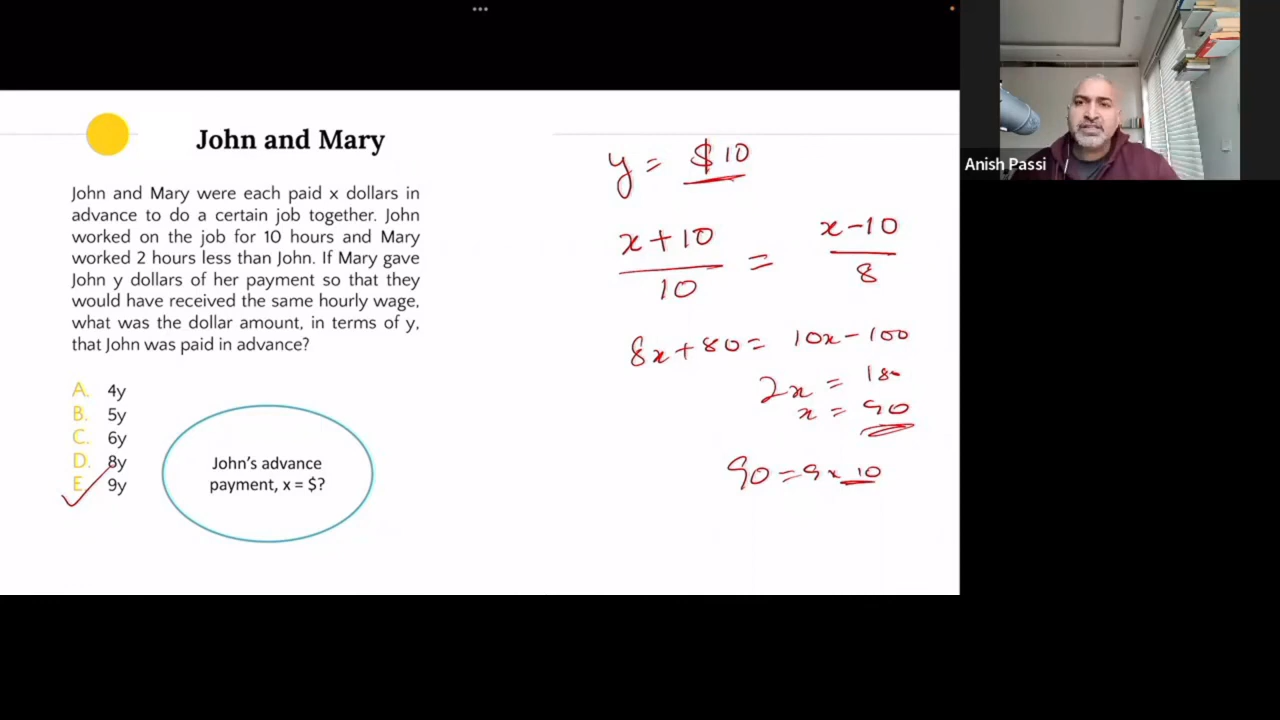 John and Mary
John and Mary were each paid x dollars in
advance to do a certain job together. John
worked on the job for 10 hours and Mary
worked 2 hours less than John. If Mary gave
John y dollars of her payment so that they
would have received the same hourly wage,
what was the dollar amount, in terms of y,
that John was paid in advance?
A. 4y
B. 5y
C. 6y
D. 8y
E. 9y
John's advance
payment, x = $?
y = $10
x+10 / 10 = x-10 / 8
8x+80 = 10x-100
2x = 180
x = 90
90 = 9x10
Anish Passi